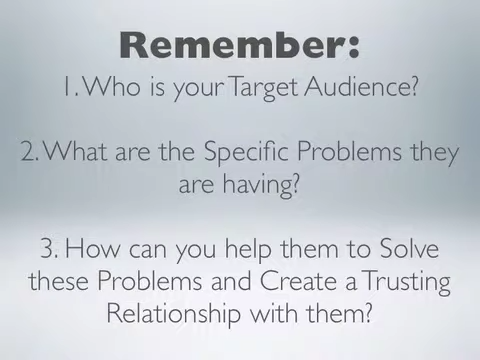 Remember:
1. Who is your Target Audience?
2. What are the Specific Problems they
are having?
3. How can you help them to Solve
these Problems and Create a Trusting
Relationship with them?